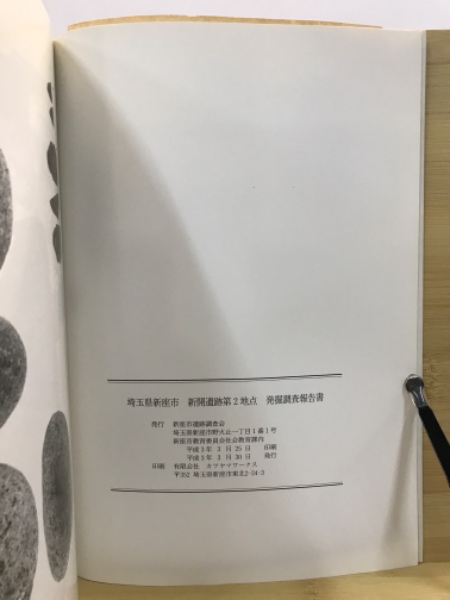 埼玉県新座市 新開遺跡第2地点 発掘調査報告書
発行 新座市遺跡調査会
埼玉県新座市野火止一丁目1番1号
新座市教育委員会社会教育課内
平成3年 3月 25日 印刷
平成3年 3月 30日 発行
印刷 有限会社 カツヤマワークス
〒352 埼玉県新座市東北2-34-3